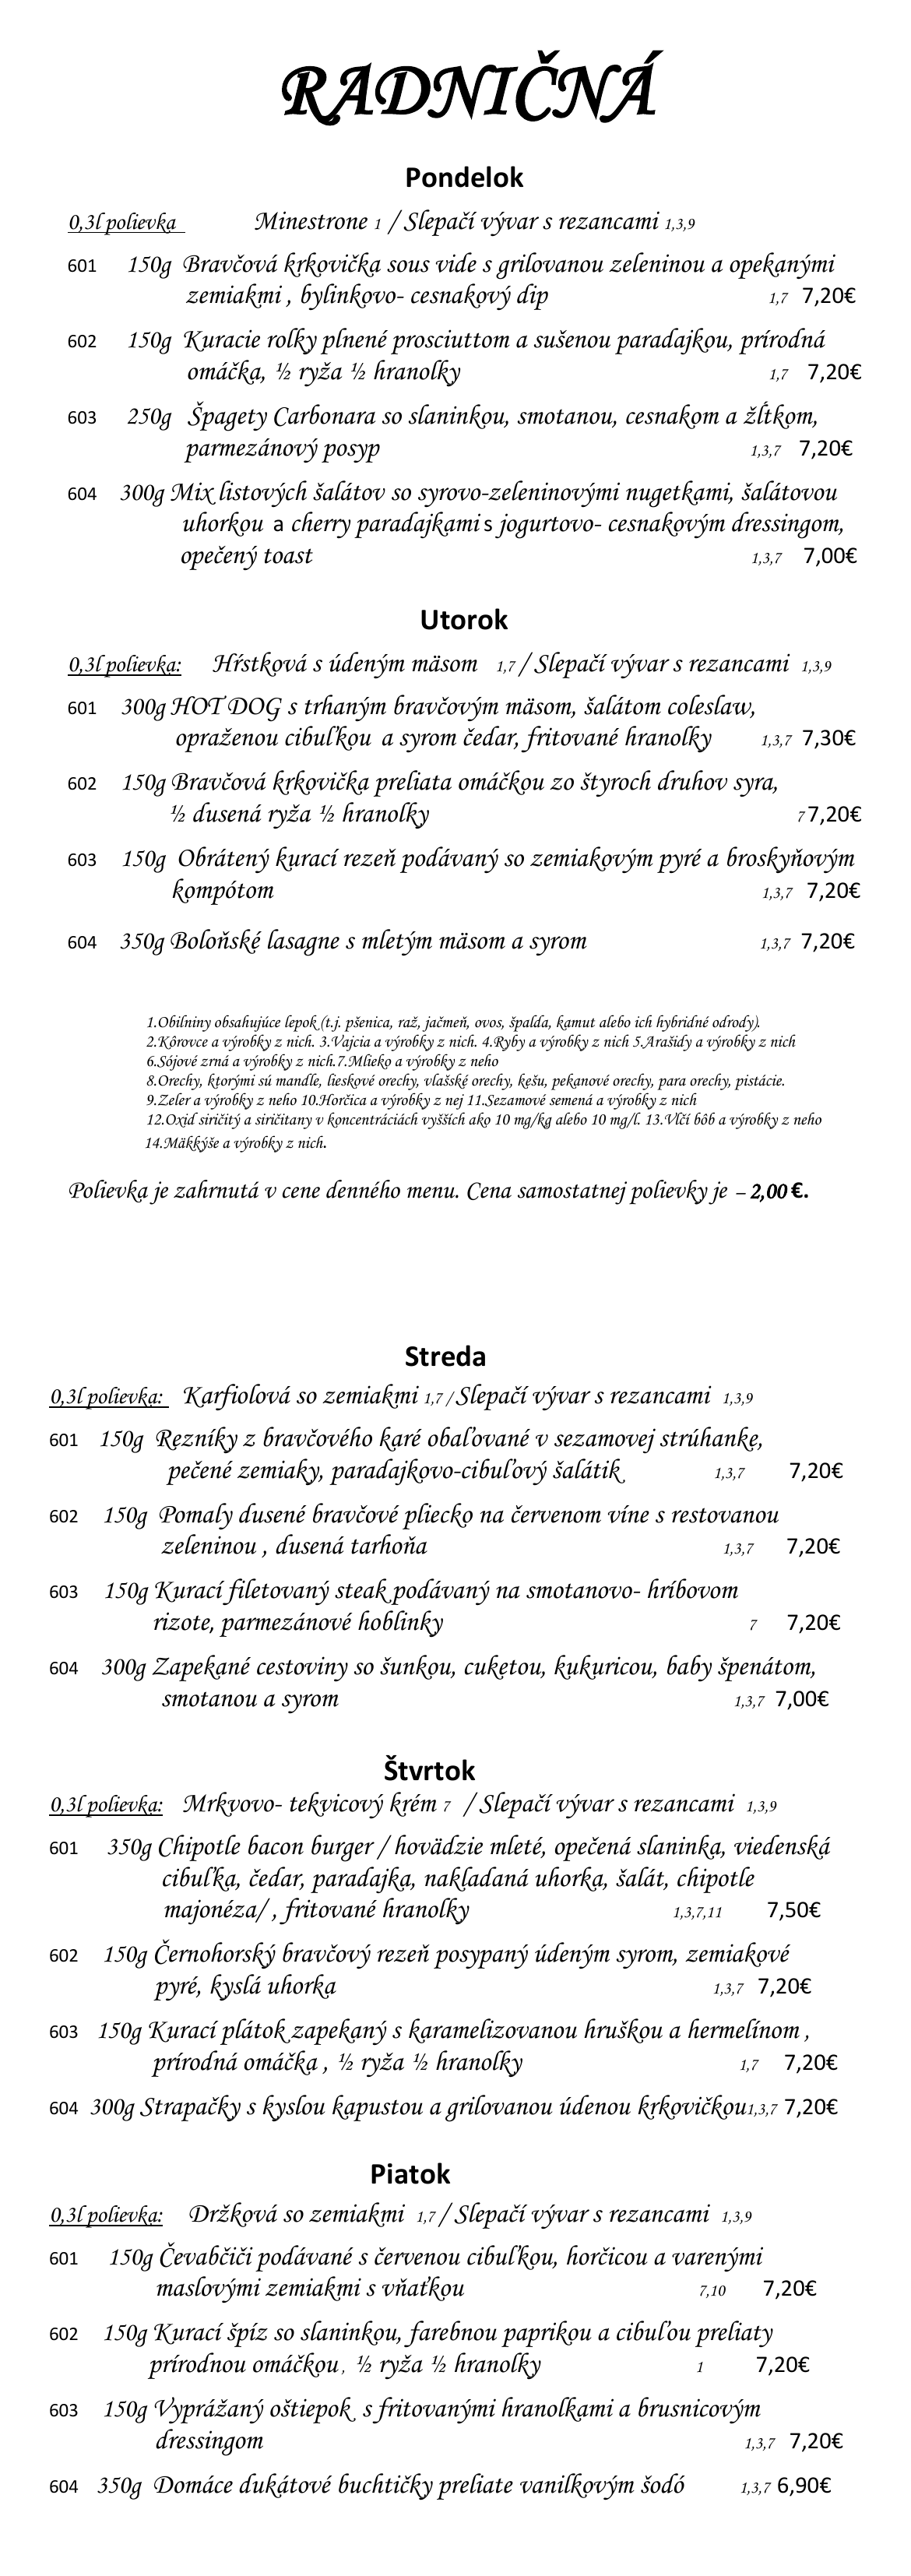 RADNIČNÁ
Pondelok
0,3l polievka Minestrone 1 / Slepačí vývar s rezancami 1,3,9
601 150g Bravčová krkovička sous vide s grilovanou zeleninou a opekanými
zemiakmi , bylinkovo- cesnakový dip 1,7 7,20€
602 150g Kuracie rolky plnené prosciuttom a sušenou paradajkou, prírodná
omáčka, ½ ryža ½ hranolky 1,7 7,20€
603 250g Špagety Carbonara so slaninkou, smotanou, cesnakom a žĺtkom,
parmezánový posyp 1,3,7 7,20€
604 300g Mix listových šalátov so syrovo-zeleninovými nugetkami, šalátovou
uhorkou a cherry paradajkami s jogurtovo- cesnakovým dressingom,
opečený toast 1,3,7 7,00€
Utorok
0,3l polievka: Hŕstková s údeným mäsom 1,7 / Slepačí vývar s rezancami 1,3,9
601 300g HOT DOG s trhaným bravčovým mäsom, šalátom coleslaw,
opraženou cibuľkou a syrom čedar, fritované hranolky 1,3,7 7,30€
602 150g Bravčová krkovička preliata omáčkou zo štyroch druhov syra,
½ dusená ryža ½ hranolky 7 7,20€
603 150g Obrátený kurací rezeň podávaný so zemiakovým pyré a broskyňovým
kompótom 1,3,7 7,20€
604 350g Boloňské lasagne s mletým mäsom a syrom 1,3,7 7,20€
1.Obilniny obsahujúce lepok (t.j. pšenica, raž, jačmeň, ovos, špalda, kamut alebo ich hybridné odrody).
2.Kôrovce a výrobky z nich. 3.Vajcia a výrobky z nich. 4.Ryby a výrobky z nich 5.Arašidy a výrobky z nich
6.Sójové zrná a výrobky z nich.7.Mlieko a výrobky z neho
8.Orechy, ktorými sú mandle, lieskové orechy, vlašské orechy, kešu, pekanové orechy, para orechy, pistácie.
9.Zeler a výrobky z neho 10.Horčica a výrobky z nej 11.Sezamové semená a výrobky z nich
12.Oxid siričitý a siričitany v koncentráciách vyšších ako 10 mg/kg alebo 10 mg/l. 13.Vlčí bôb a výrobky z neho
14.Mäkkýše a výrobky z nich.
Polievka je zahrnutá v cene denného menu. Cena samostatnej polievky je – 2,00 €.
Streda
0,3l polievka: Karfiolová so zemiakmi 1,7 / Slepačí vývar s rezancami 1,3,9
601 150g Rezníky z bravčového karé obaľované v sezamovej strúhanke,
pečené zemiaky, paradajkovo-cibuľový šalátik 1,3,7 7,20€
602 150g Pomaly dusené bravčové pliecko na červenom víne s restovanou
zeleninou , dusená tarhoňa 1,3,7 7,20€
603 150g Kurací filetovaný steak podávaný na smotanovo- hríbovom
rizote, parmezánové hoblinky 7 7,20€
604 300g Zapekané cestoviny so šunkou, cuketou, kukuricou, baby špenátom,
smotanou a syrom 1,3,7 7,00€
Štvrtok
0,3l polievka: Mrkvovo- tekvicový krém 7 / Slepačí vývar s rezancami 1,3,9
601 350g Chipotle bacon burger / hovädzie mleté, opečená slaninka, viedenská
cibuľka, čedar, paradajka, nakladaná uhorka, šalát, chipotle
majonéza/ , fritované hranolky 1,3,7,11 7,50€
602 150g Černohorský bravčový rezeň posypaný údeným syrom, zemiakové
pyré, kyslá uhorka 1,3,7 7,20€
603 150g Kurací plátok zapekaný s karamelizovanou hruškou a hermelínom ,
prírodná omáčka , ½ ryža ½ hranolky 1,7 7,20€
604 300g Strapačky s kyslou kapustou a grilovanou údenou krkovičkou1,3,7 7,20€
Piatok
0,3l polievka: Držková so zemiakmi 1,7 / Slepačí vývar s rezancami 1,3,9
601 150g Čevabčiči podávané s červenou cibuľkou, horčicou a varenými
maslovými zemiakmi s vňaťkou 7,10 7,20€
602 150g Kurací špíz so slaninkou, farebnou paprikou a cibuľou preliaty
prírodnou omáčkou , ½ ryža ½ hranolky 1 7,20€
603 150g Vyprážaný oštiepok s fritovanými hranolkami a brusnicovým
dressingom 1,3,7 7,20€
604 350g Domáce dukátové buchtičky preliate vanilkovým šodó 1,3,7 6,90€